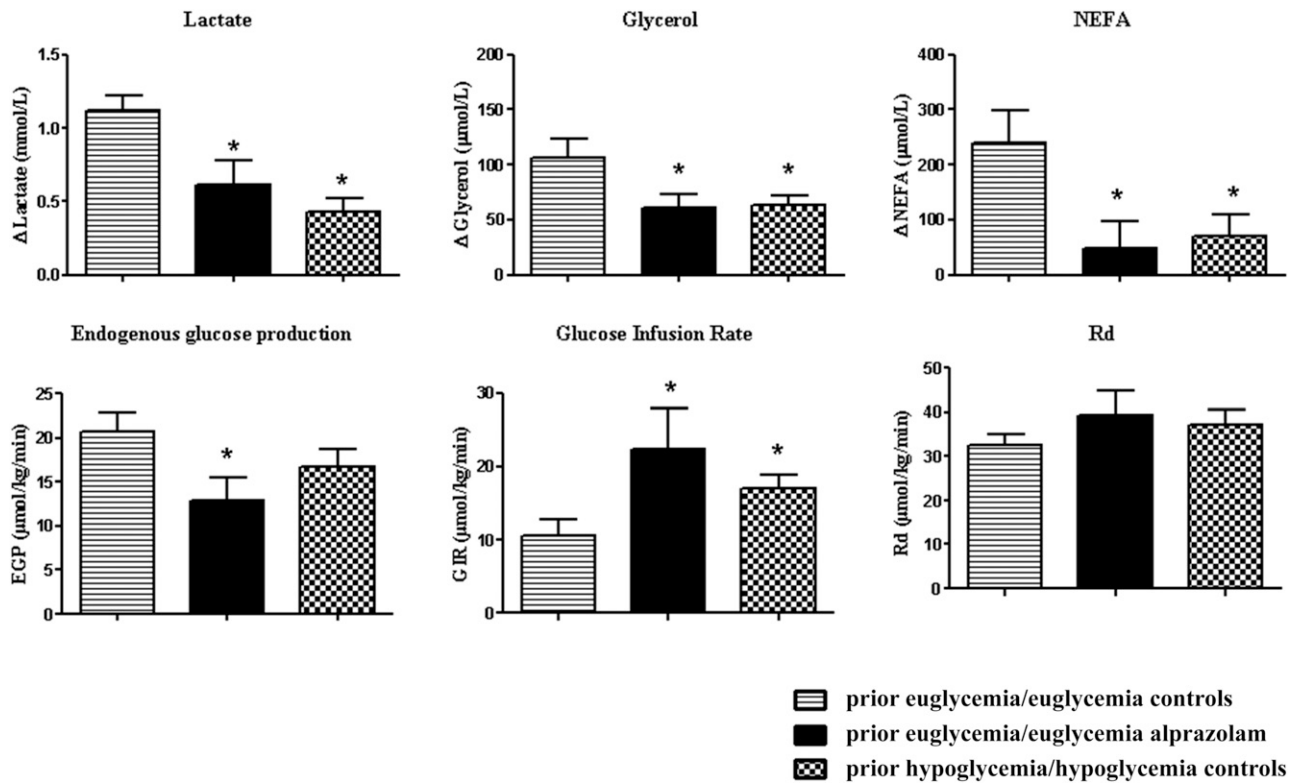 Lactate
ΔLactate (mmol/L)
1.5
1.0
0.5
0.0
*
*
Glycerol
ΔGlycerol (μmol/L)
200
150
100
50
0
*
*
NEFA
ΔNEFA (μmol/L)
400
300
200
100
0
*
*
Endogenous glucose production
EGP (μmol/kg/min)
25
20
15
10
5
0
*
Glucose Infusion Rate
GIR (μmol/kg/min)
30
20
10
0
*
*
Rd
Rd (μmol/kg/min)
50
40
30
20
10
0
prior euglycemia/euglycemia controls
prior euglycemia/euglycemia alprazolam
prior hypoglycemia/hypoglycemia controls